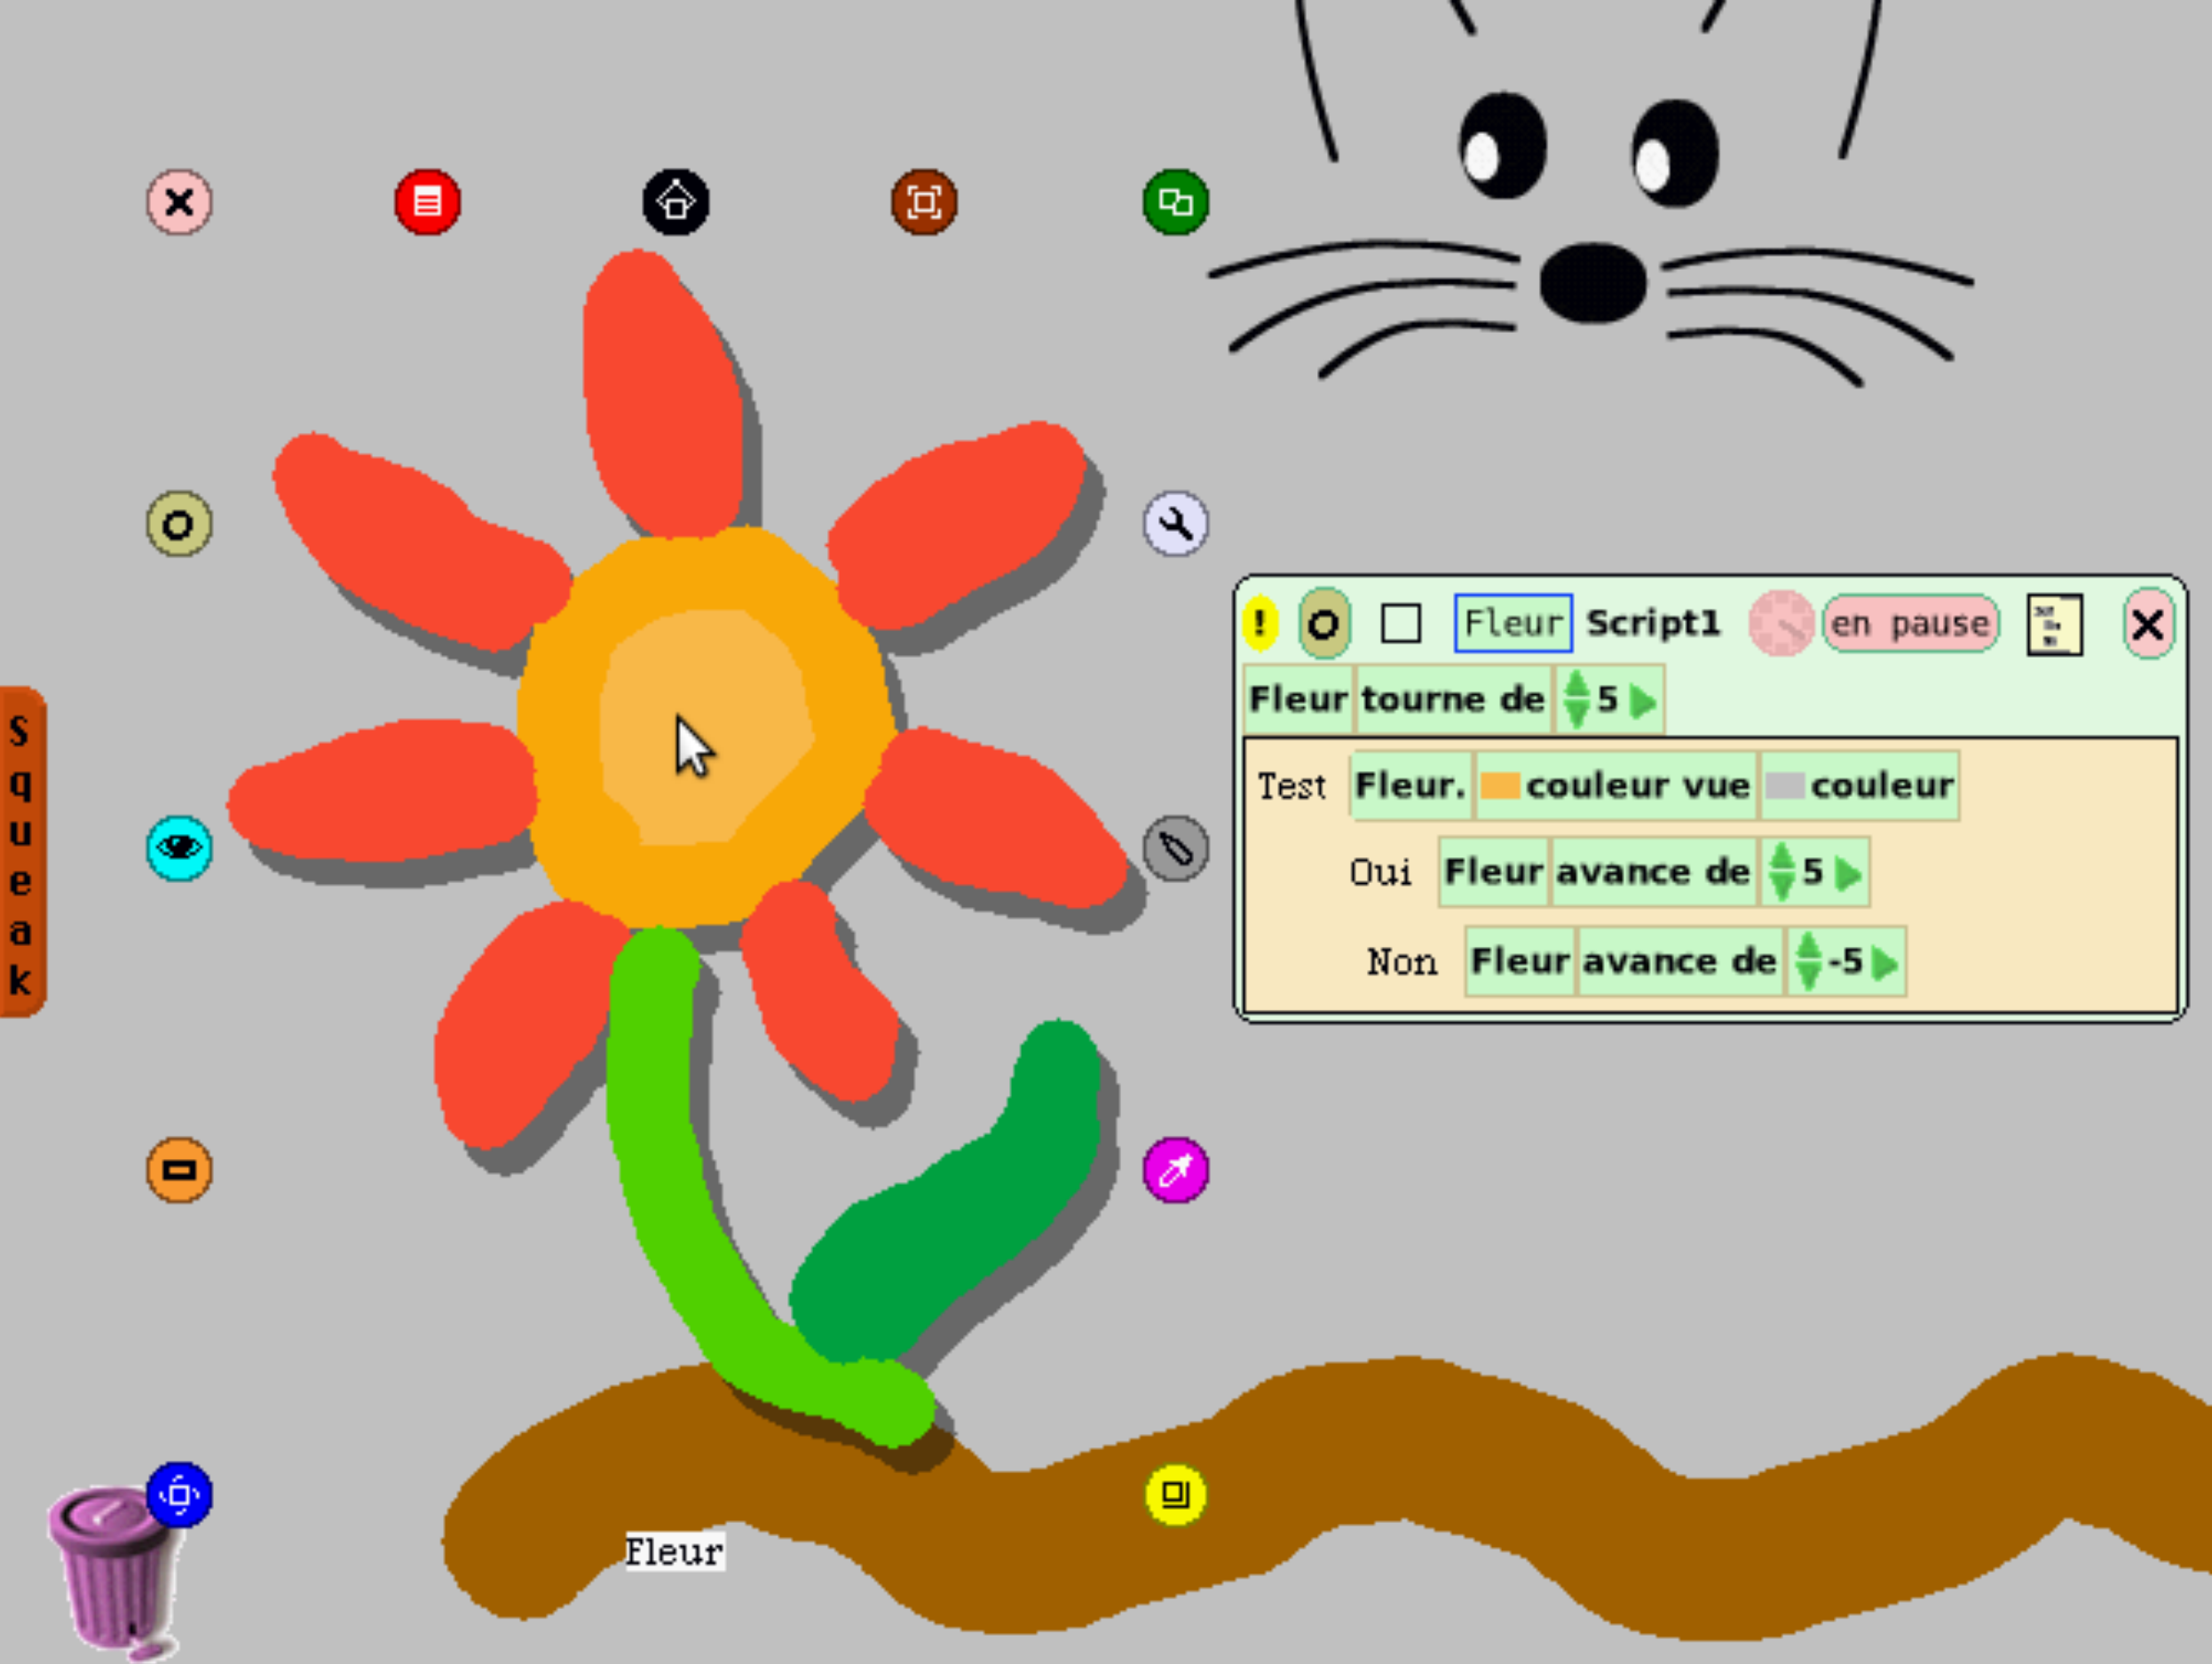 Squeak
! Fleur Script1 en pause
Fleur tourne de 5
Test Fleur. couleur vue couleur
Oui Fleur avance de 5
Non Fleur avance de -5
Fleur